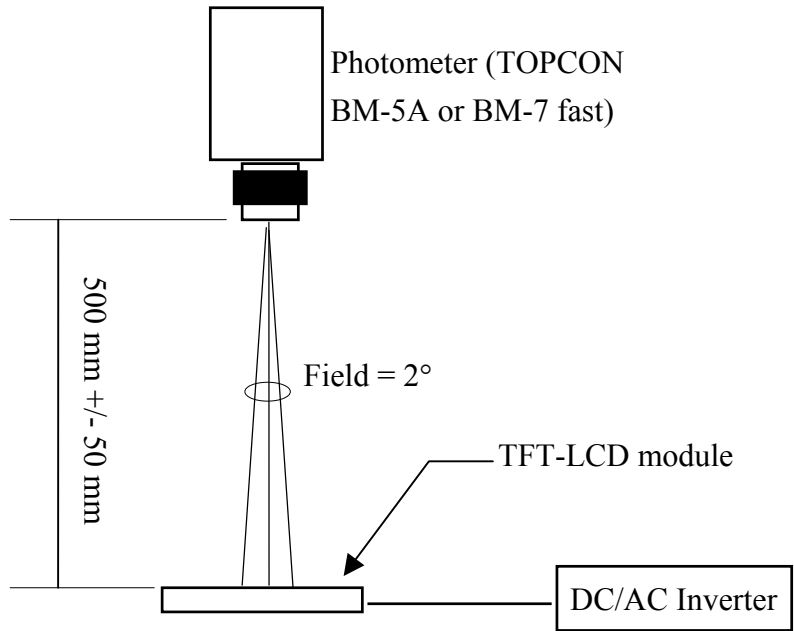 Photometer (TOPCON
BM-5A or BM-7 fast)
500 mm +/- 50 mm
Field = 2°
TFT-LCD module
DC/AC Inverter